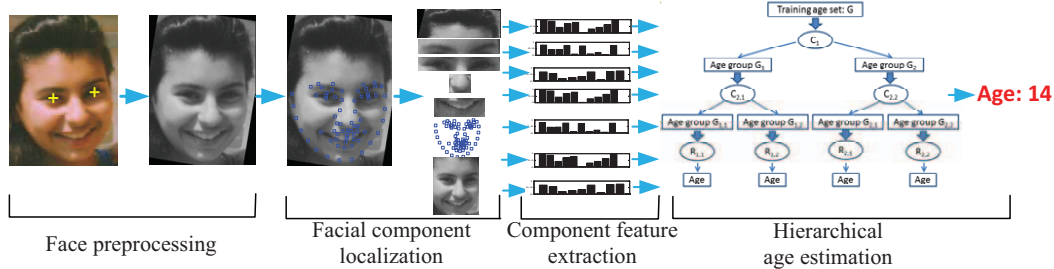 Training age set: G
C1
Age group G1
Age group G2
C2.1
C2.2
Age: 14
Age group G1.1
Age group G1.2
Age group G2.1
Age group G2.2
R1.1
R1.2
R2.1
R2.2
Age
Age
Age
Age
Face preprocessing
Facial component
localization
Component feature
extraction
Hierarchical
age estimation